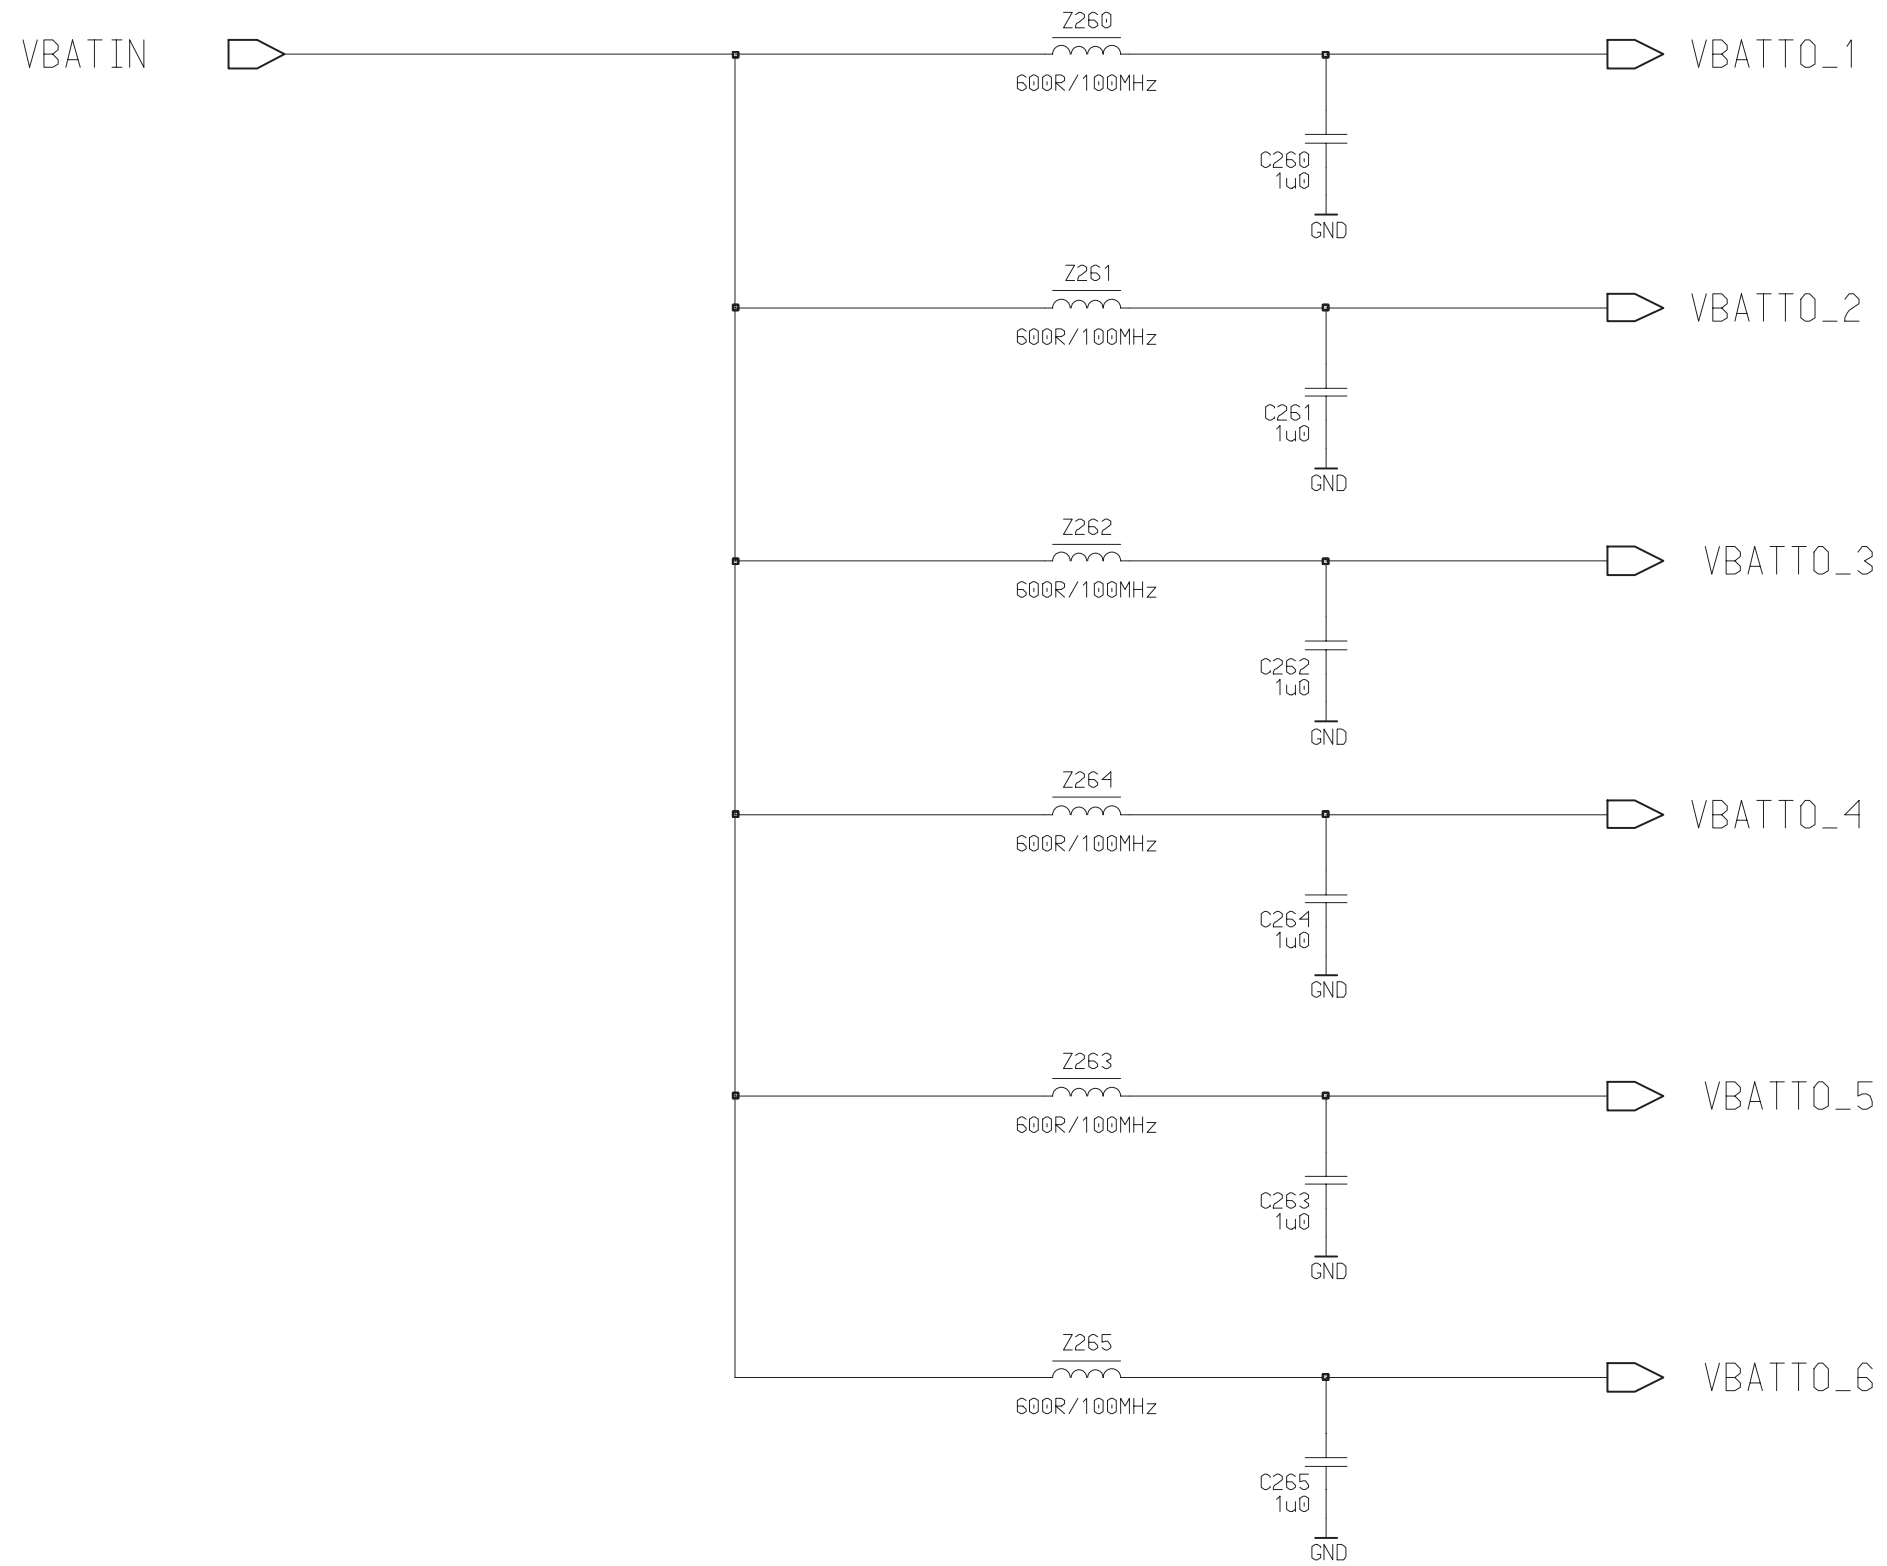 Z260
VBATIN
VBATTO_1
600R/100MHz
C260
1u0
GND
Z261
VBATTO_2
600R/100MHz
C261
1u0
GND
Z262
VBATTO_3
600R/100MHz
C262
1u0
GND
Z264
VBATTO_4
600R/100MHz
C264
1u0
GND
Z263
VBATTO_5
600R/100MHz
C263
1u0
GND
Z265
VBATTO_6
600R/100MHz
C265
1u0
GND